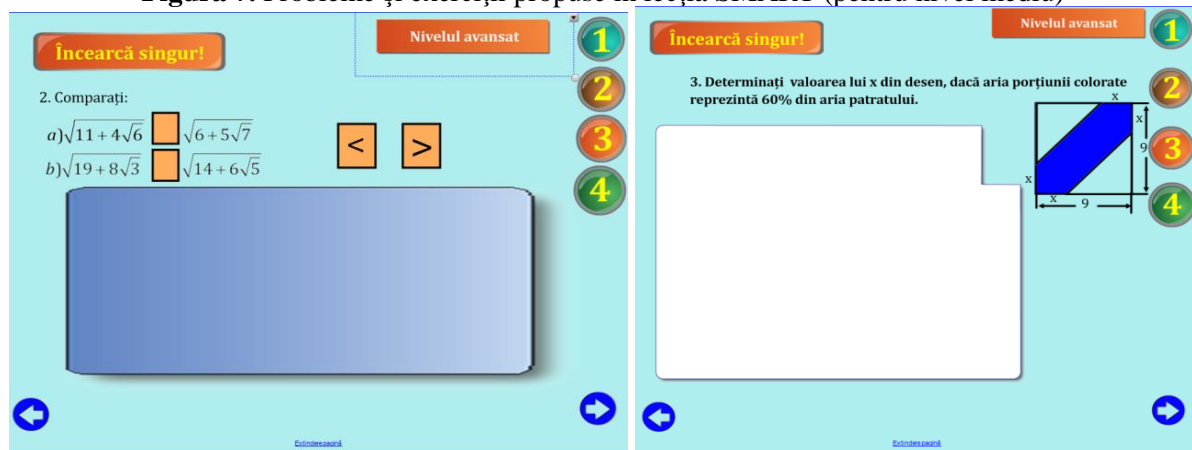 Încearcă singur!
Nivelul avansat
1
2
3
4
2. Comparați:
a)√(11 + 4√6) √(6 + 5√7)
b)√(19 + 8√3) √(14 + 6√5)
< >
Extindere pagină
Încearcă singur!
Nivelul avansat
1
2
3
4
3. Determinați valoarea lui x din desen, dacă aria porțiunii colorate
reprezintă 60% din aria patratului.
x
x
9
x
x
9
Extindere pagină